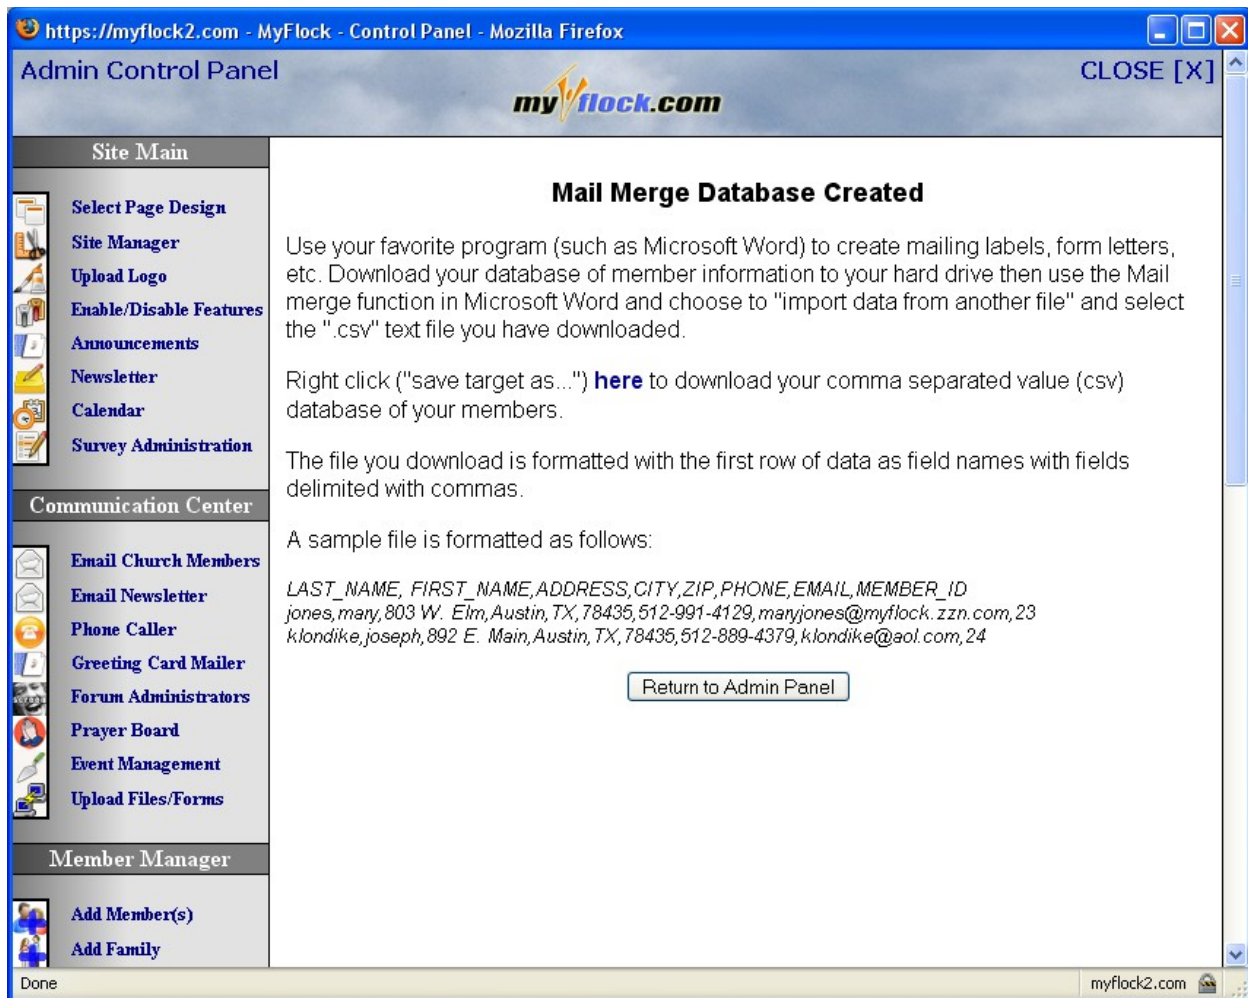 https://myflock2.com - MyFlock - Control Panel - Mozilla Firefox
Admin Control Panel
myflock.com
CLOSE [X]
Site Main
Select Page Design
Site Manager
Upload Logo
Enable/Disable Features
Announcements
Newsletter
Calendar
Survey Administration
Communication Center
Email Church Members
Email Newsletter
Phone Caller
Greeting Card Mailer
Forum Administrators
Prayer Board
Event Management
Upload Files/Forms
Member Manager
Add Member(s)
Add Family
Mail Merge Database Created
Use your favorite program (such as Microsoft Word) to create mailing labels, form letters,
etc. Download your database of member information to your hard drive then use the Mail
merge function in Microsoft Word and choose to "import data from another file" and select
the ".csv" text file you have downloaded.
Right click ("save target as...") here to download your comma separated value (csv)
database of your members.
The file you download is formatted with the first row of data as field names with fields
delimited with commas.
A sample file is formatted as follows:
LAST_NAME, FIRST_NAME,ADDRESS,CITY,ZIP,PHONE,EMAIL,MEMBER_ID
jones,mary,803 W. Elm,Austin,TX,78435,512-991-4129,maryjones@myflock.zzn.com,23
klondike,joseph,892 E. Main,Austin,TX,78435,512-889-4379,klondike@aol.com,24
Return to Admin Panel
Done
myflock2.com